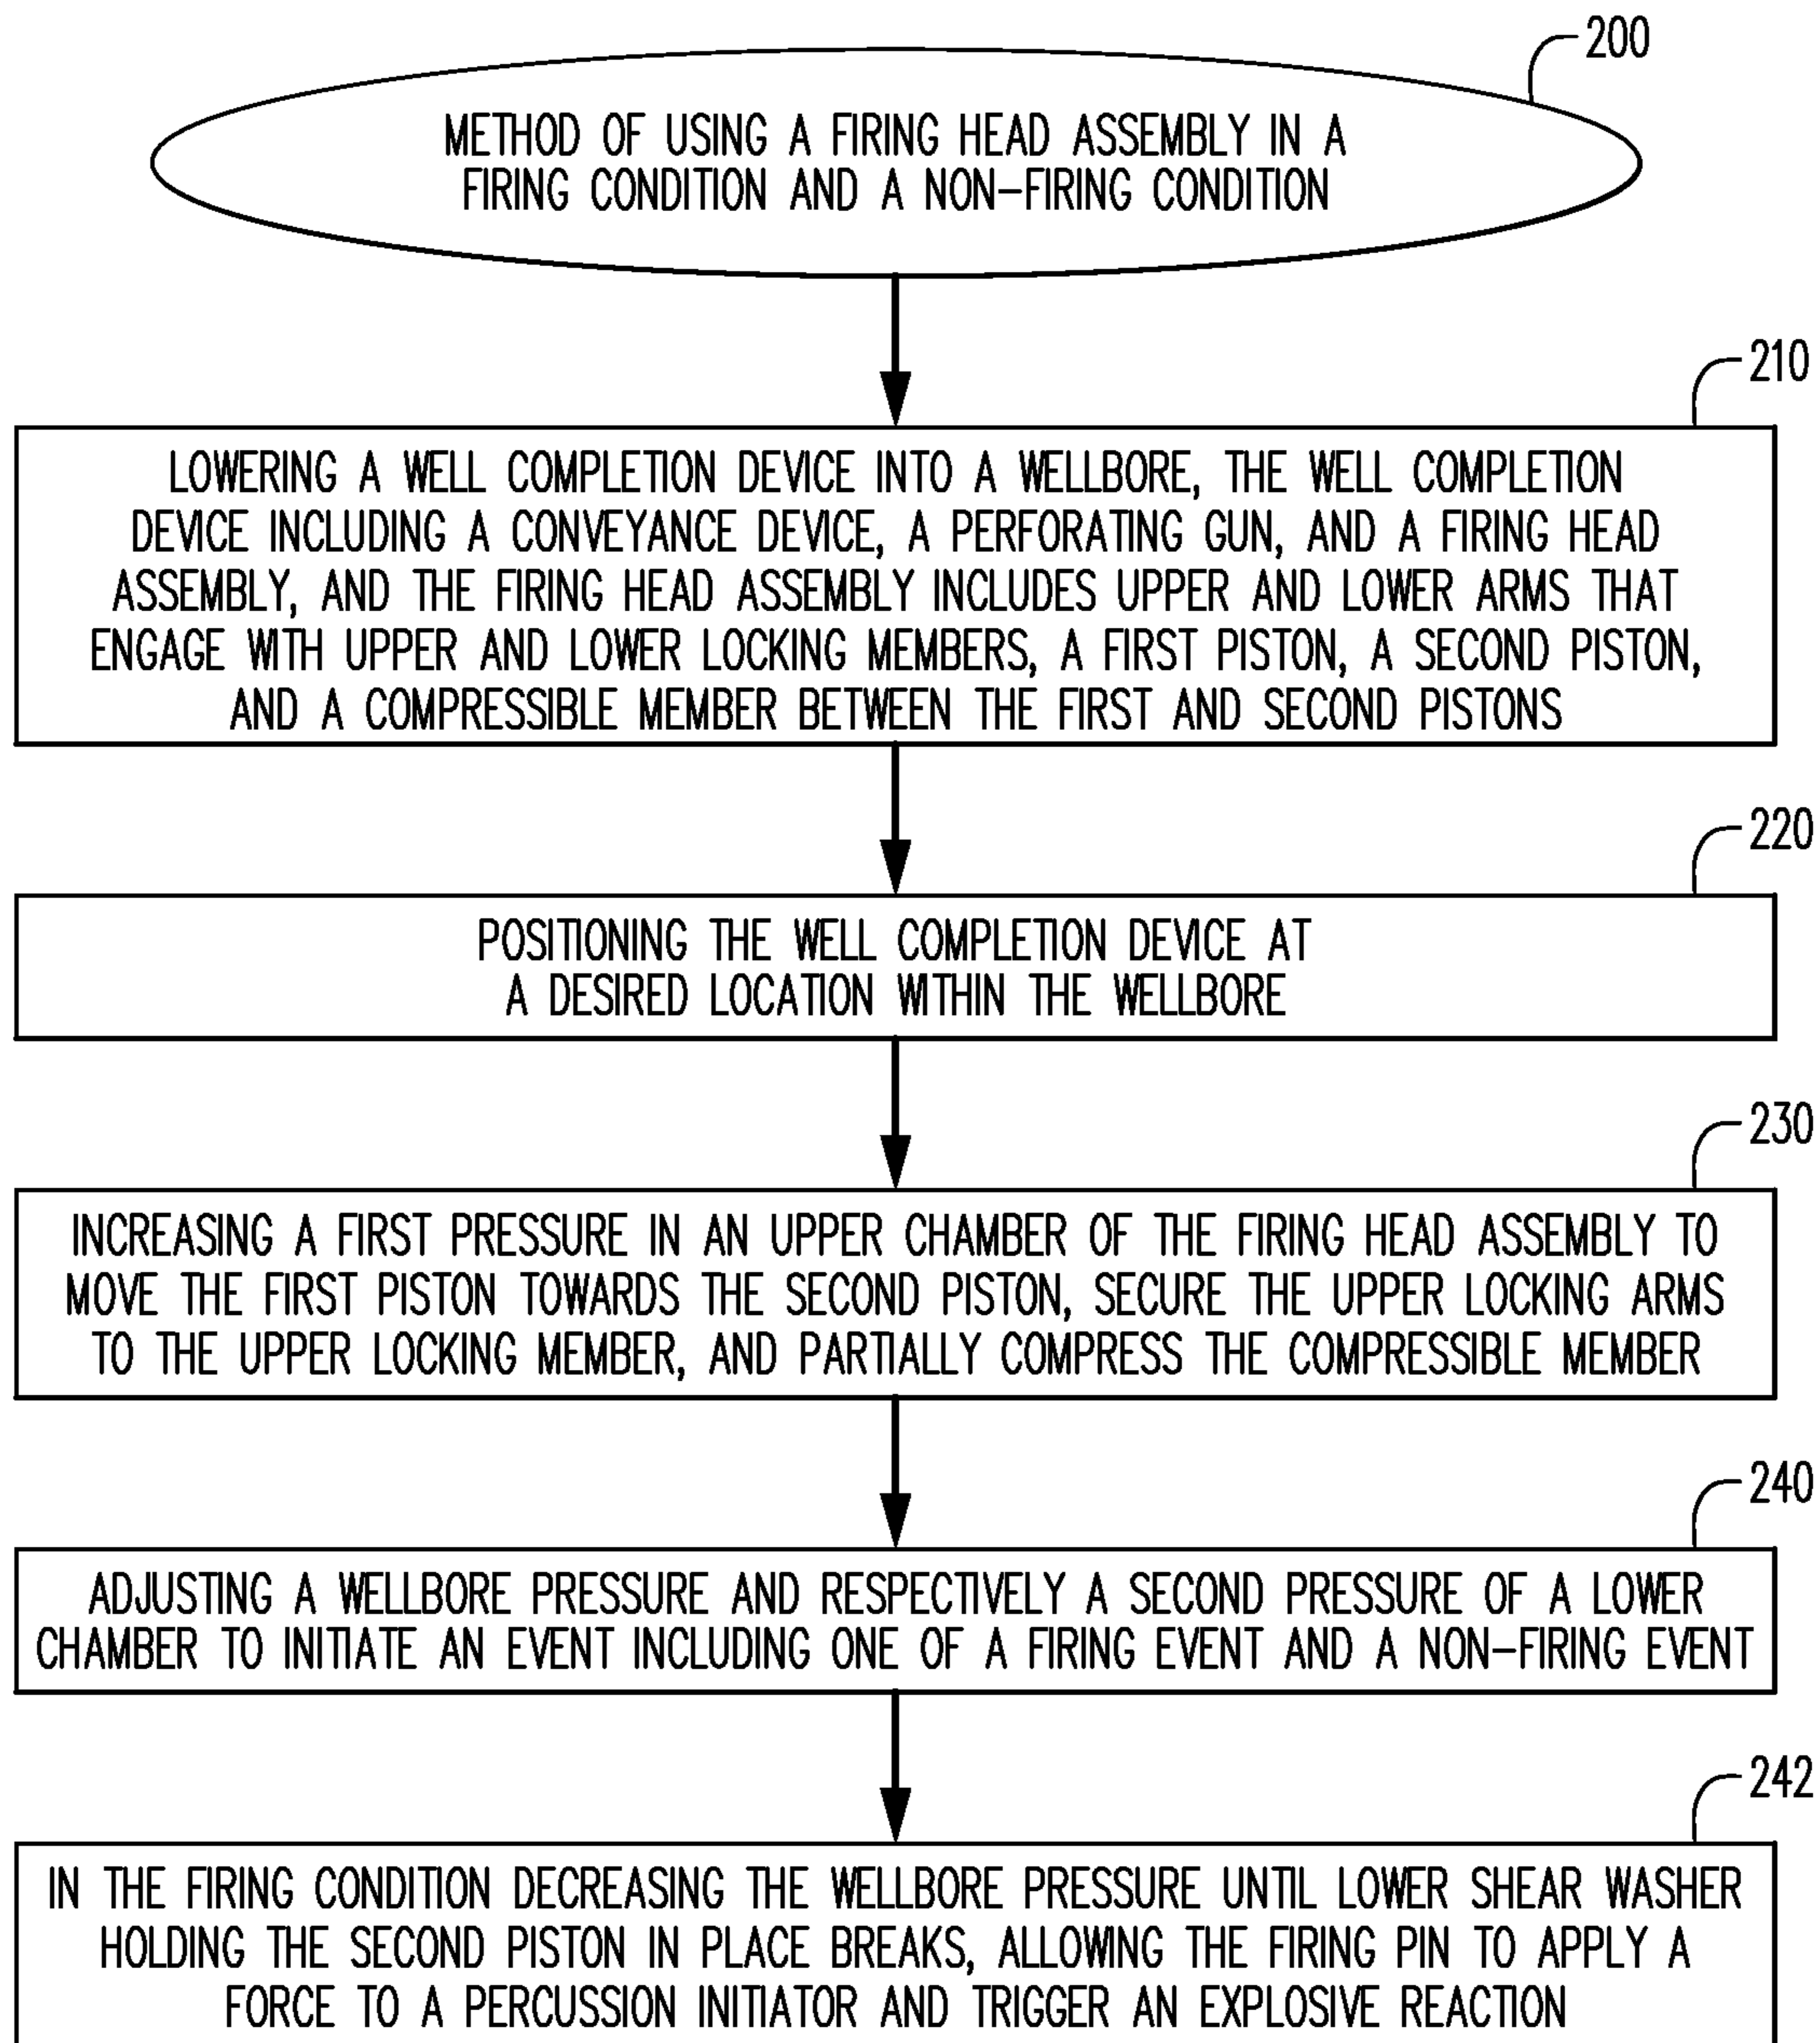 200
METHOD OF USING A FIRING HEAD ASSEMBLY IN A
FIRING CONDITION AND A NON-FIRING CONDITION
210
LOWERING A WELL COMPLETION DEVICE INTO A WELLBORE, THE WELL COMPLETION
DEVICE INCLUDING A CONVEYANCE DEVICE, A PERFORATING GUN, AND A FIRING HEAD
ASSEMBLY, AND THE FIRING HEAD ASSEMBLY INCLUDES UPPER AND LOWER ARMS THAT
ENGAGE WITH UPPER AND LOWER LOCKING MEMBERS, A FIRST PISTON, A SECOND PISTON,
AND A COMPRESSIBLE MEMBER BETWEEN THE FIRST AND SECOND PISTONS
220
POSITIONING THE WELL COMPLETION DEVICE AT
A DESIRED LOCATION WITHIN THE WELLBORE
230
INCREASING A FIRST PRESSURE IN AN UPPER CHAMBER OF THE FIRING HEAD ASSEMBLY TO
MOVE THE FIRST PISTON TOWARDS THE SECOND PISTON, SECURE THE UPPER LOCKING ARMS
TO THE UPPER LOCKING MEMBER, AND PARTIALLY COMPRESS THE COMPRESSIBLE MEMBER
240
ADJUSTING A WELLBORE PRESSURE AND RESPECTIVELY A SECOND PRESSURE OF A LOWER
CHAMBER TO INITIATE AN EVENT INCLUDING ONE OF A FIRING EVENT AND A NON-FIRING EVENT
242
IN THE FIRING CONDITION DECREASING THE WELLBORE PRESSURE UNTIL LOWER SHEAR WASHER
HOLDING THE SECOND PISTON IN PLACE BREAKS, ALLOWING THE FIRING PIN TO APPLY A
FORCE TO A PERCUSSION INITIATOR AND TRIGGER AN EXPLOSIVE REACTION